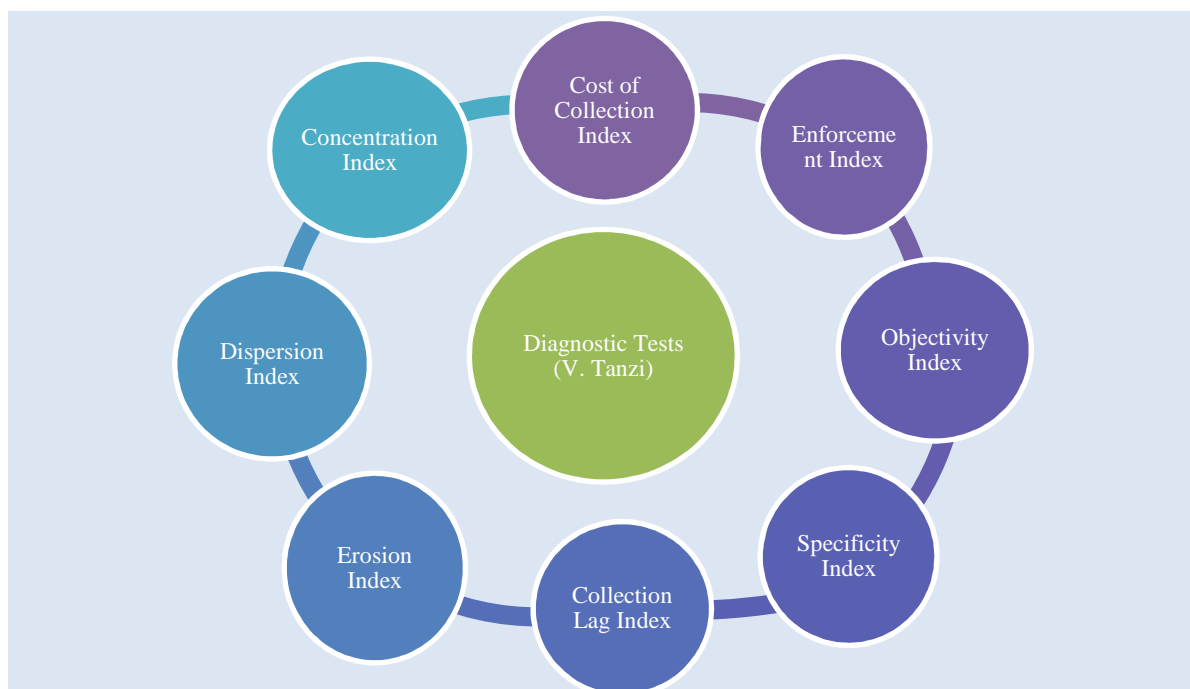 Cost of
Collection
Index
Enforceme
nt Index
Objectivity
Index
Specificity
Index
Collection
Lag Index
Erosion
Index
Dispersion
Index
Concentration
Index
Diagnostic Tests
(V. Tanzi)